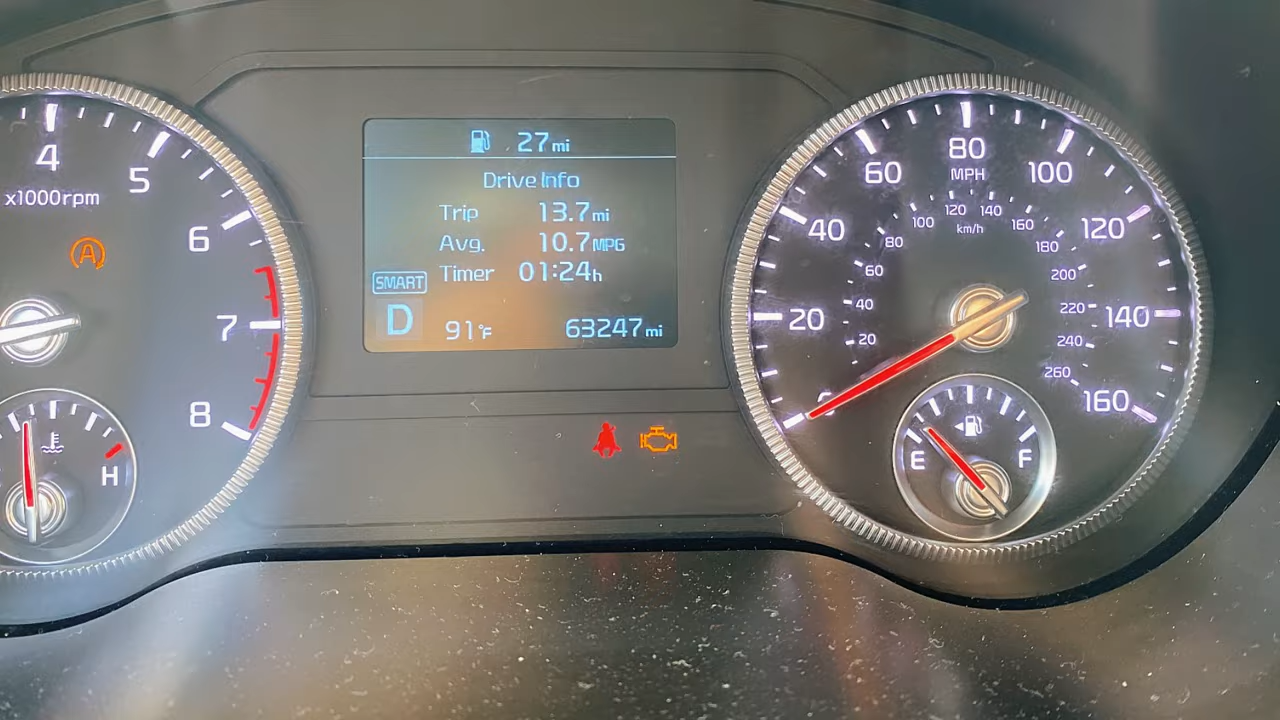 4
5
x1000rpm
6
A
7
8
H
27mi
Drive Info
Trip 13.7mi
Avg. 10.7MPG
Timer 01:24h
SMART
D
91°F 63247mi
80
MPH
60 100
40 120
20 140
160
120
100 140
km/h
80 160
180
60 200
40 220
20 240
260
E F